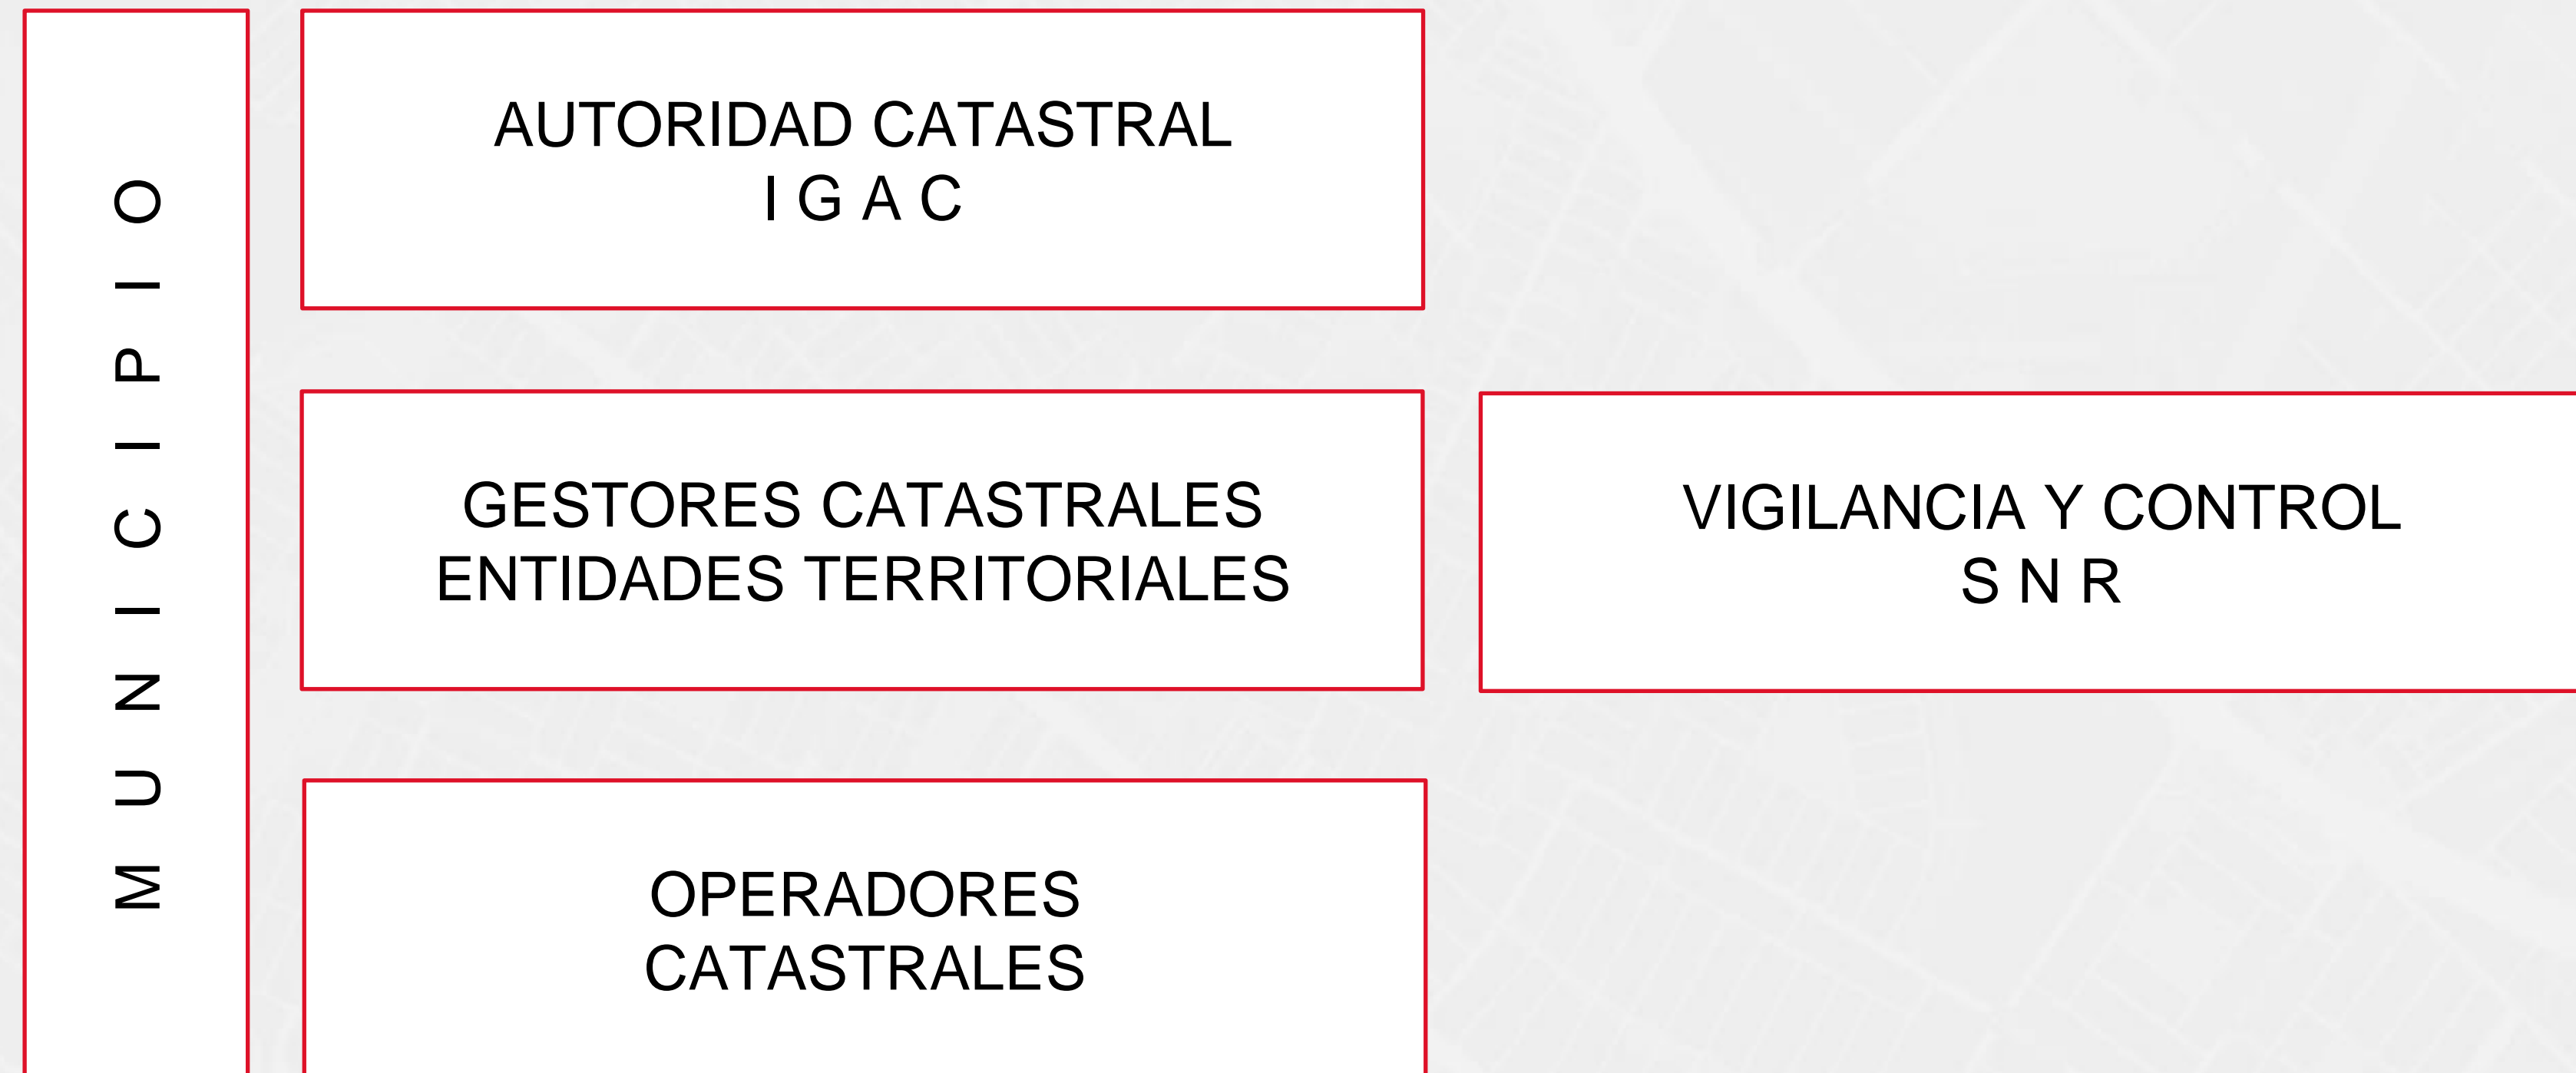 M U N I C I P I O
AUTORIDAD CATASTRAL
I G A C
GESTORES CATASTRALES
ENTIDADES TERRITORIALES
VIGILANCIA Y CONTROL
S N R
OPERADORES
CATASTRALES